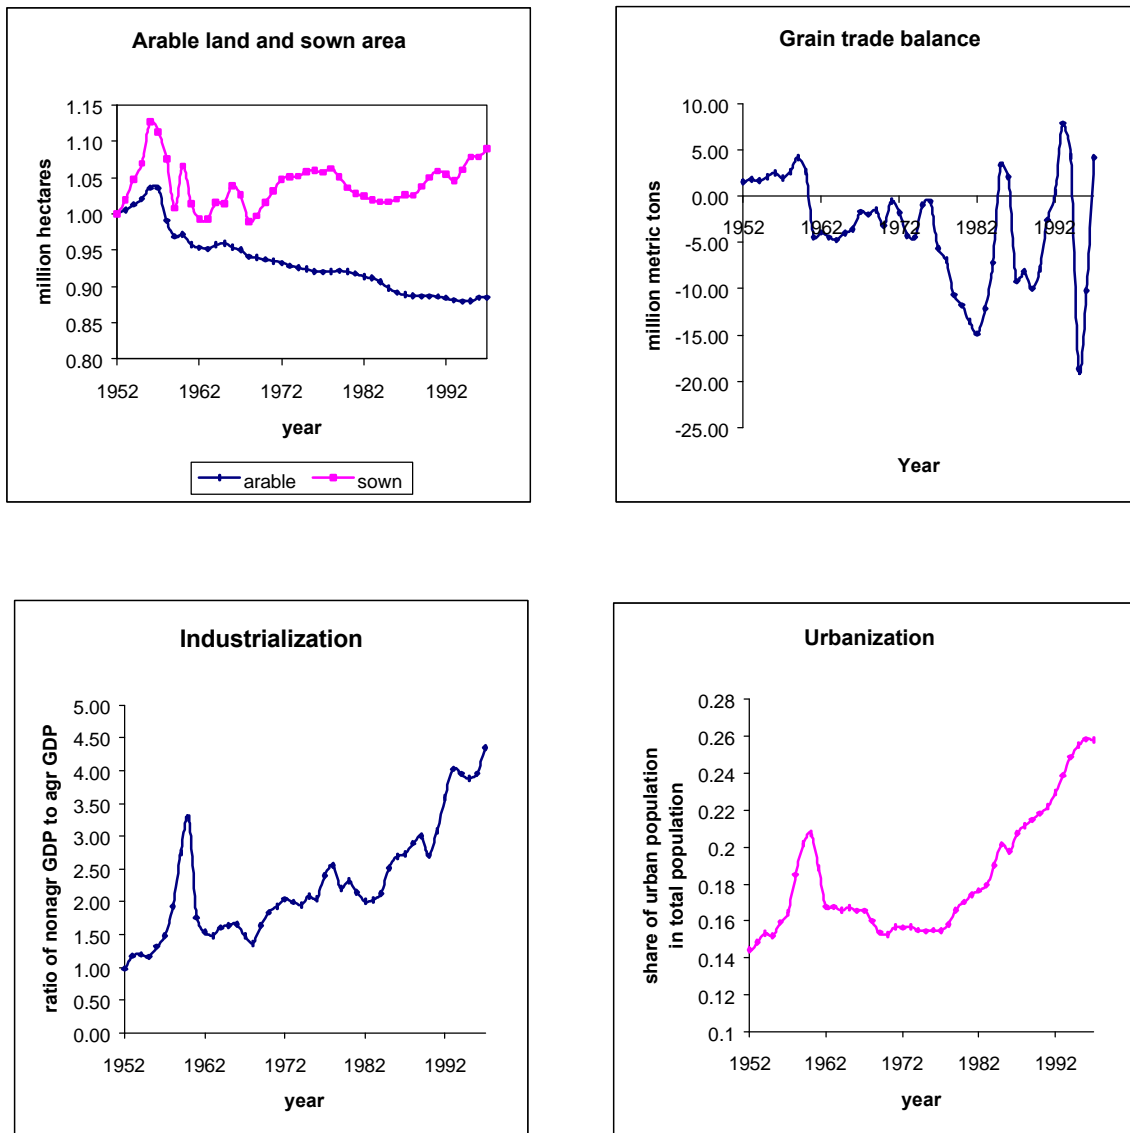 Arable land and sown area
million hectares
1.15
1.10
1.05
1.00
0.95
0.90
0.85
0.80
1952 1962 1972 1982 1992
year
arable sown
Grain trade balance
million metric tons
10.00
5.00
0.00
-5.00
-10.00
-15.00
-20.00
-25.00
1952 1962 1972 1982 1992
Year
Industrialization
ratio of nonagr GDP to agr GDP
5.00
4.50
4.00
3.50
3.00
2.50
2.00
1.50
1.00
0.50
0.00
1952 1962 1972 1982 1992
year
Urbanization
share of urban population
in total population
0.28
0.26
0.24
0.22
0.2
0.18
0.16
0.14
0.12
0.1
1952 1962 1972 1982 1992
year